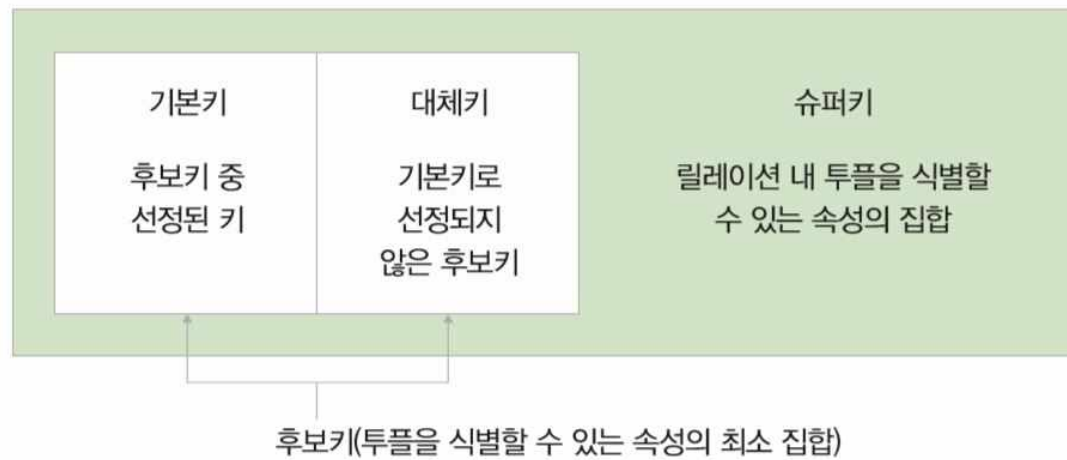 기본키
후보키 중
선정된 키
대체키
기본키로
선정되지
않은 후보키
슈퍼키
릴레이션 내 투플을 식별할
수 있는 속성의 집합
후보키(투플을 식별할 수 있는 속성의 최소 집합)